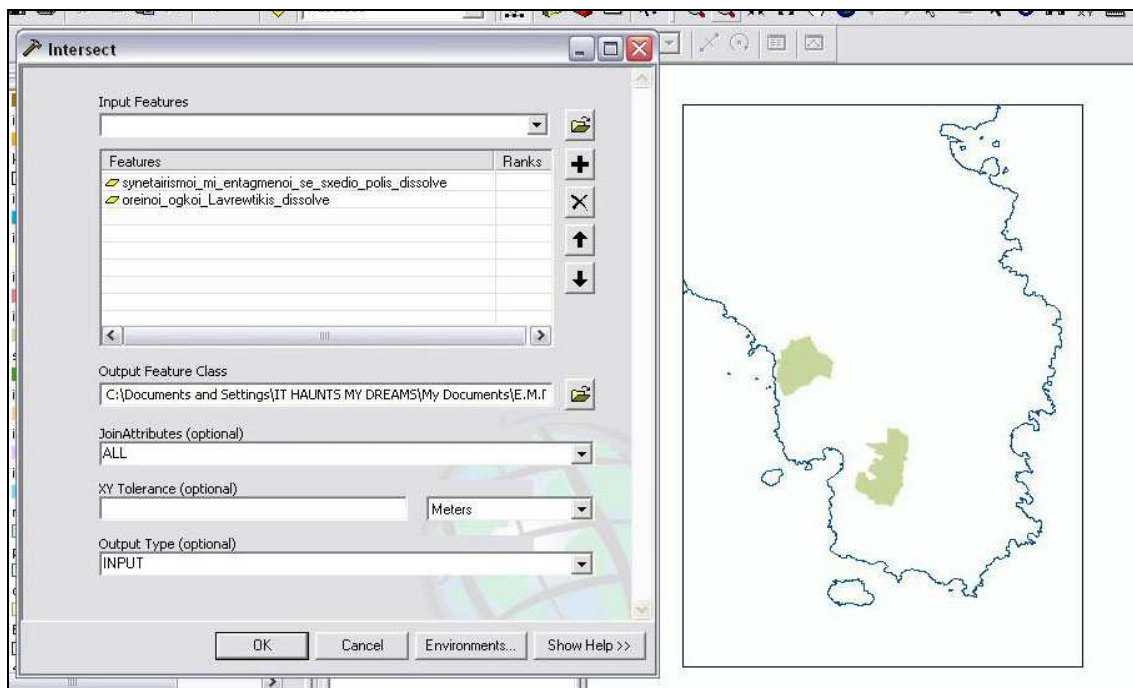 Intersect
Input Features
Features Ranks
synetairismoi_mi_entagmenoi_se_sxedio_polis_dissolve
oreinoi_ogkoi_Lavrewtikis_dissolve
Output Feature Class
C:\Documents and Settings\IT HAUNTS MY DREAMS\My Documents\E.M.Γ
JoinAttributes (optional)
ALL
XY Tolerance (optional)
Meters
Output Type (optional)
INPUT
OK Cancel Environments... Show Help >>